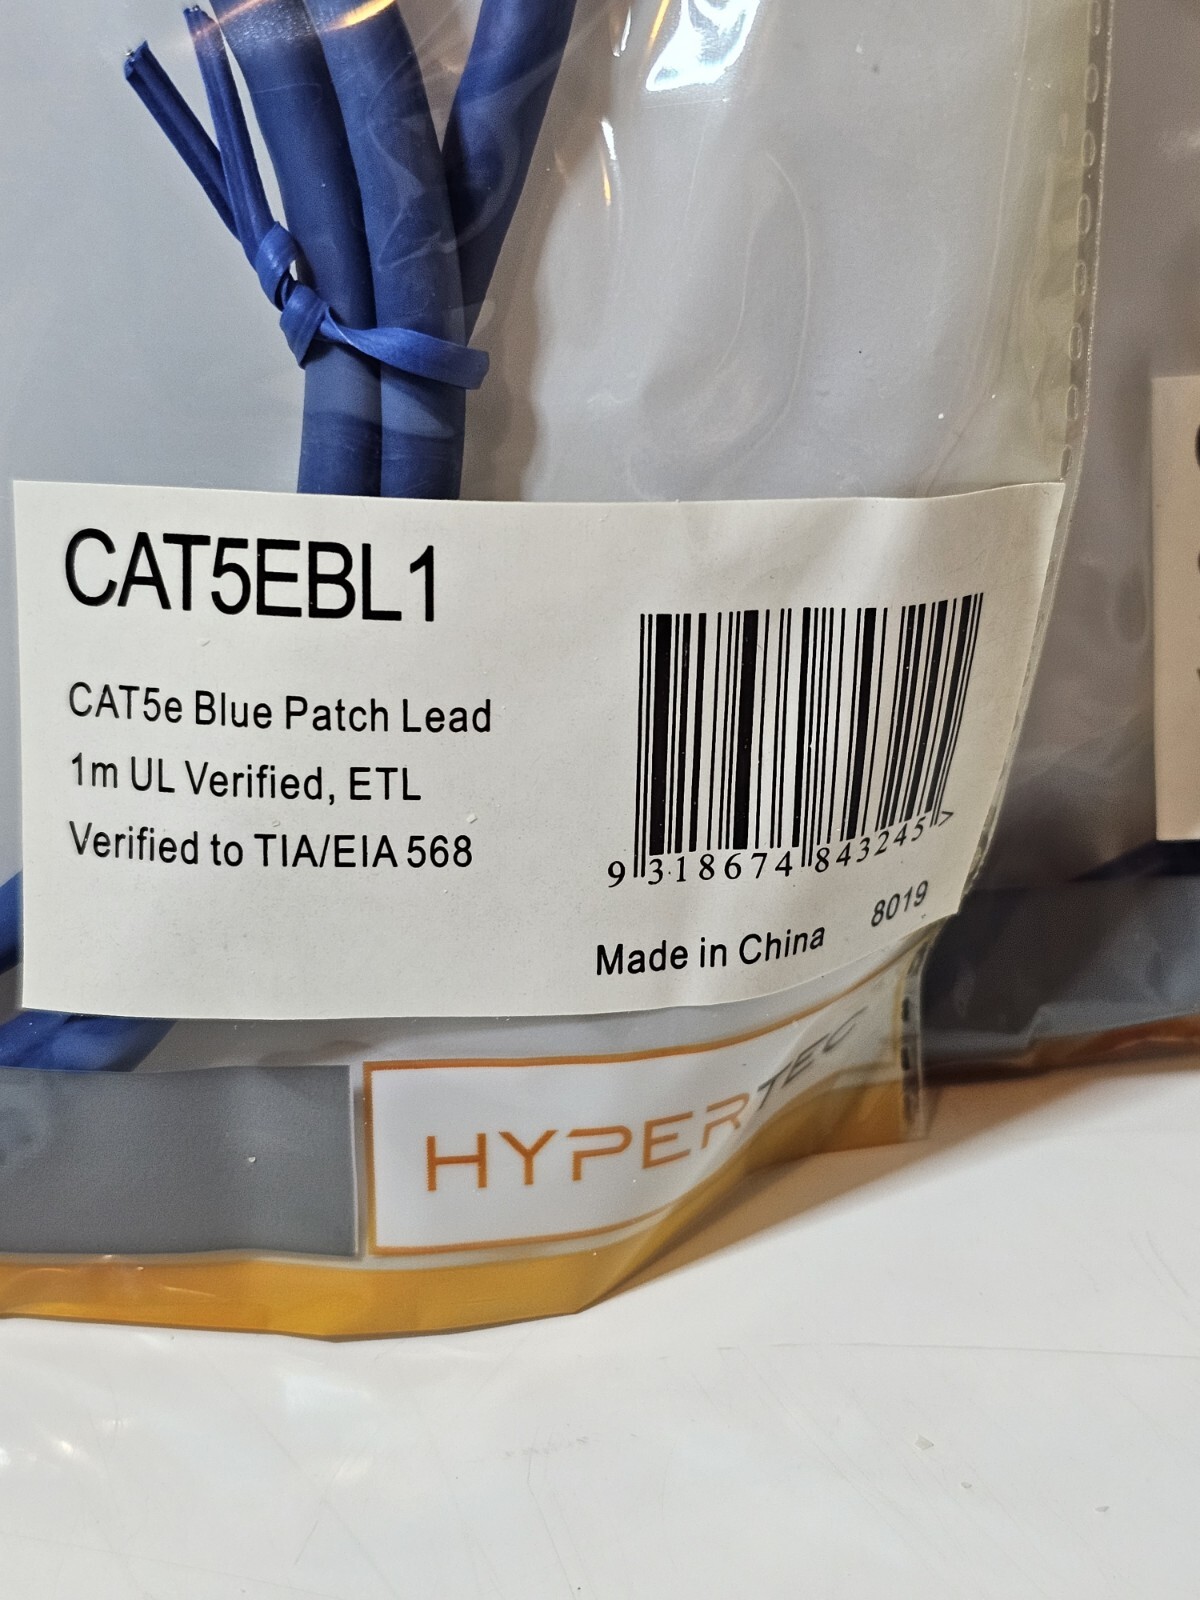 CAT5EBL1
CAT5e Blue Patch Lead
1m UL Verified, ETL
Verified to TIA/EIA 568
9 318674 843245 >
8019
Made in China
HYPERTEC